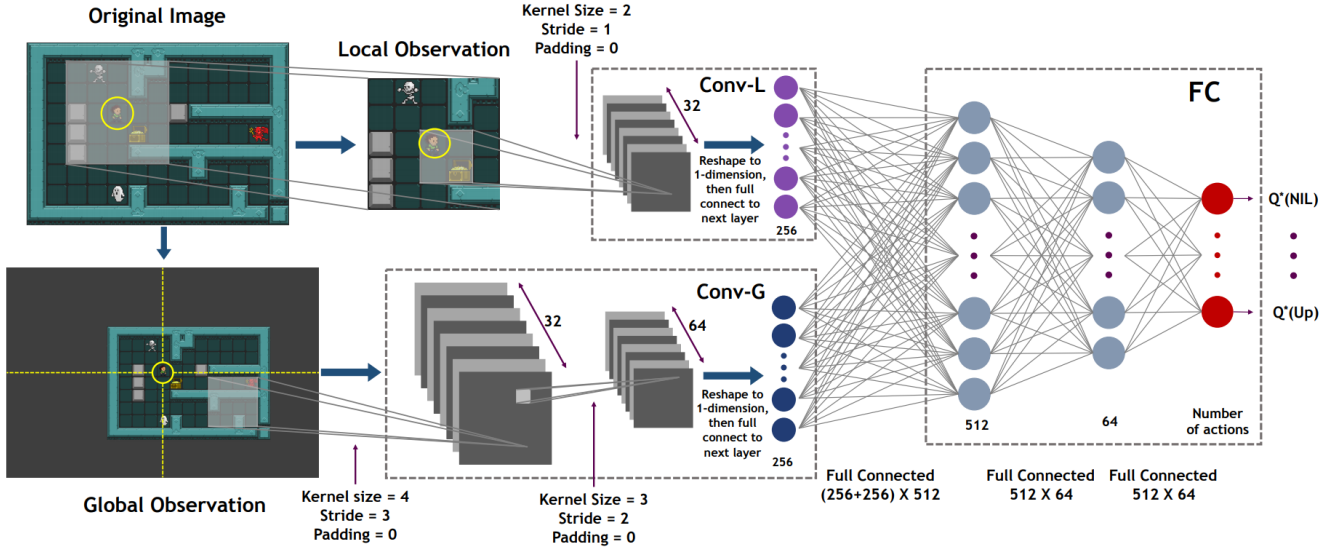 Original Image
Local Observation
Kernel Size = 2
Stride = 1
Padding = 0
Conv-L
32
Reshape to
1-dimension,
then full
connect to
next layer
256
FC
Q*(NIL)
Q*(Up)
512
64
Number
of actions
Conv-G
32
64
Reshape to
1-dimension,
then full
connect to
next layer
256
Global Observation
Kernel size = 4
Stride = 3
Padding = 0
Kernel Size = 3
Stride = 2
Padding = 0
Full Connected
(256+256) X 512
Full Connected
512 X 64
Full Connected
512 X 64